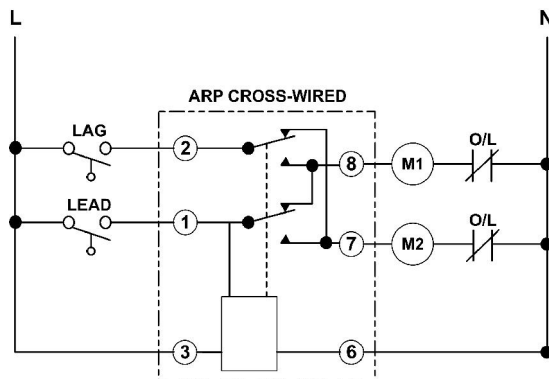 L N
ARP CROSS-WIRED
LAG 2 8 M1 O/L
LEAD 1 7 M2 O/L
3 6